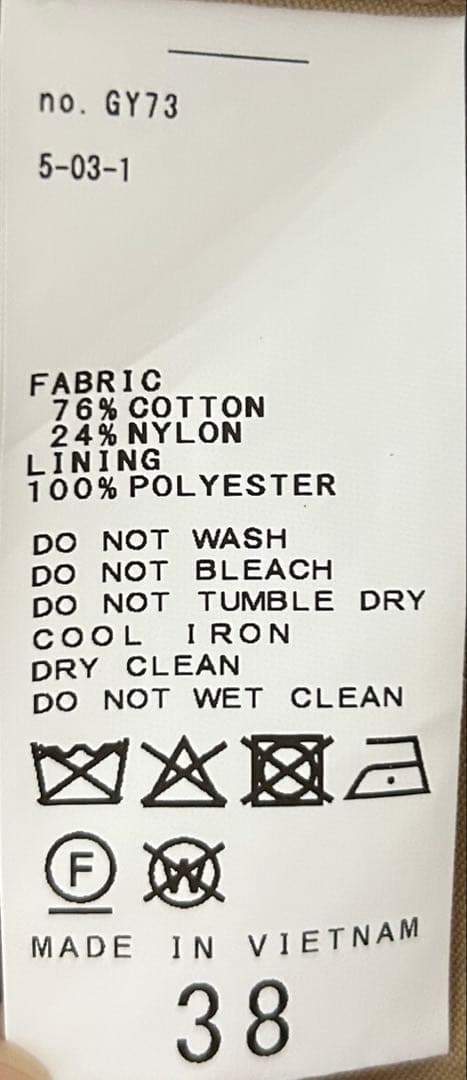 no. GY73
5-03-1
FABRIC
76% COTTON
24% NYLON
LINING
100% POLYESTER
DO NOT WASH
DO NOT BLEACH
DO NOT TUMBLE DRY
COOL IRON
DRY CLEAN
DO NOT WET CLEAN
F W
MADE IN VIETNAM
38